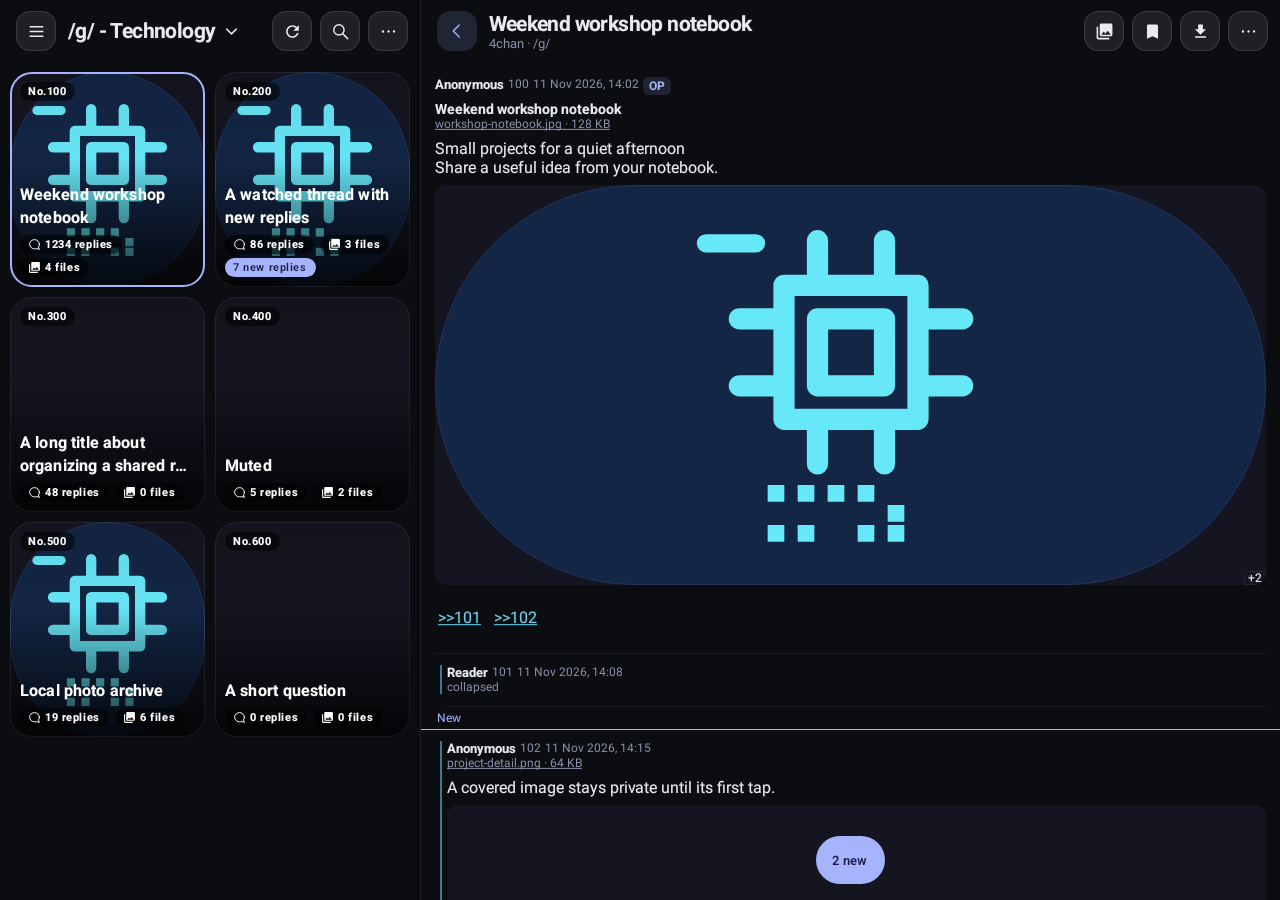 /g/ - Technology
No.100
Weekend workshop
notebook
1234 replies
4 files
No.200
A watched thread with
new replies
86 replies 3 files
7 new replies
No.300
A long title about
organizing a shared r…
48 replies 0 files
No.400
Muted
5 replies 2 files
No.500
Local photo archive
19 replies 6 files
No.600
A short question
0 replies 0 files
Weekend workshop notebook
4chan · /g/
Anonymous 100 11 Nov 2026, 14:02 OP
Weekend workshop notebook
workshop-notebook.jpg · 128 KB
Small projects for a quiet afternoon
Share a useful idea from your notebook.
+2
>>101 >>102
Reader 101 11 Nov 2026, 14:08
collapsed
New
Anonymous 102 11 Nov 2026, 14:15
project-detail.png · 64 KB
A covered image stays private until its first tap.
2 new